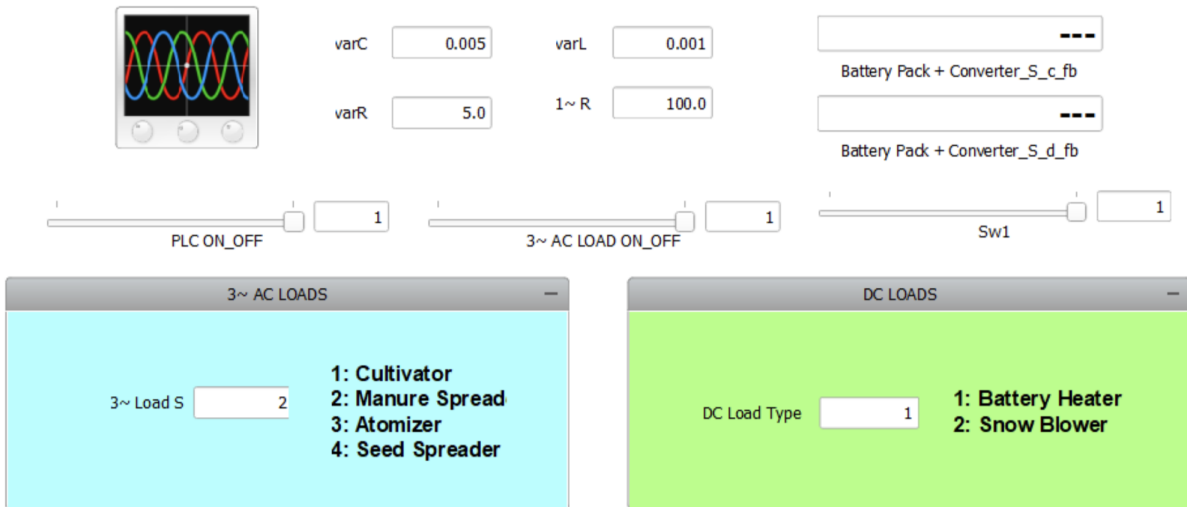 varC 0.005 varL 0.001 ---
Battery Pack + Converter_S_c_fb
varR 5.0 1~ R 100.0 ---
Battery Pack + Converter_S_d_fb
1 1 1
PLC ON_OFF 3~ AC LOAD ON_OFF Sw1
3~ AC LOADS
3~ Load S 2
1: Cultivator
2: Manure Spread
3: Atomizer
4: Seed Spreader
DC LOADS
DC Load Type 1
1: Battery Heater
2: Snow Blower